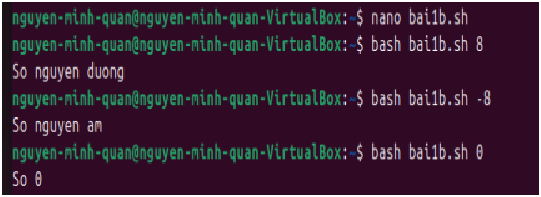 nguyen-minh-quan@nguyen-minh-quan-VirtualBox:~$ nano bai1b.sh
nguyen-minh-quan@nguyen-minh-quan-VirtualBox:~$ bash bai1b.sh 8
So nguyen duong
nguyen-minh-quan@nguyen-minh-quan-VirtualBox:~$ bash bai1b.sh -8
So nguyen am
nguyen-minh-quan@nguyen-minh-quan-VirtualBox:~$ bash bai1b.sh 0
So 0